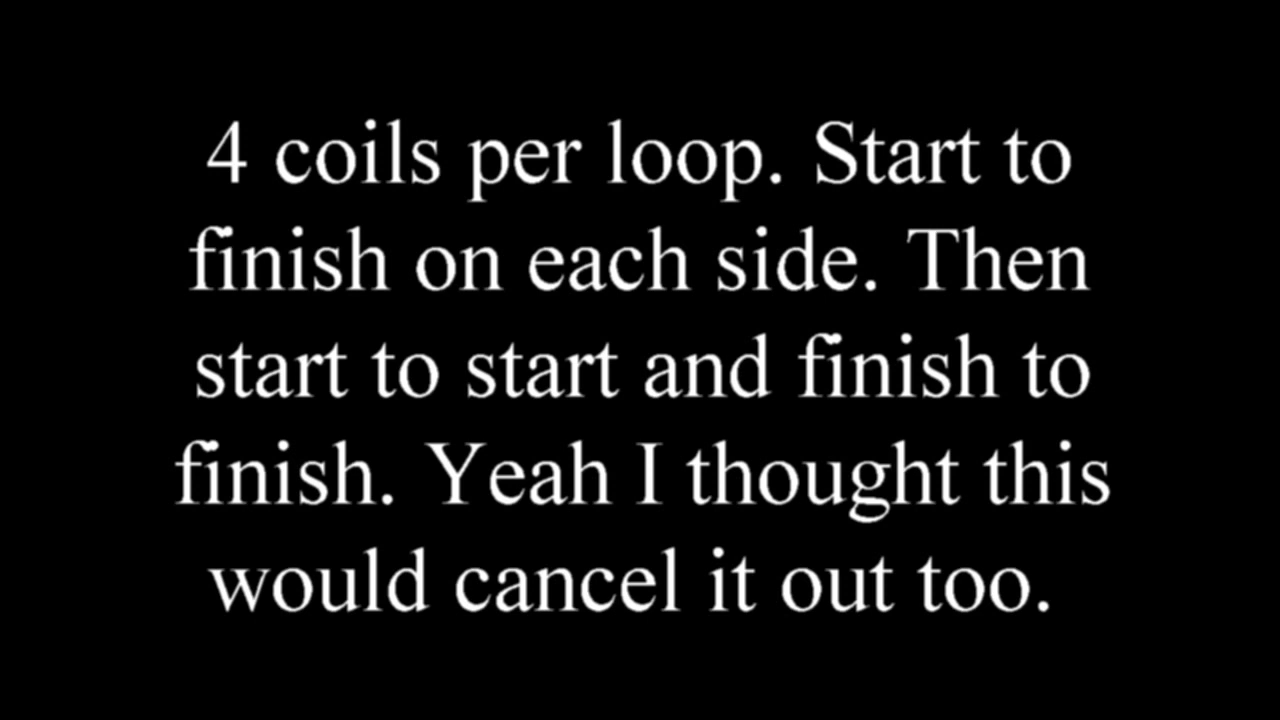 4 coils per loop. Start to
finish on each side. Then
start to start and finish to
finish. Yeah I thought this
would cancel it out too.